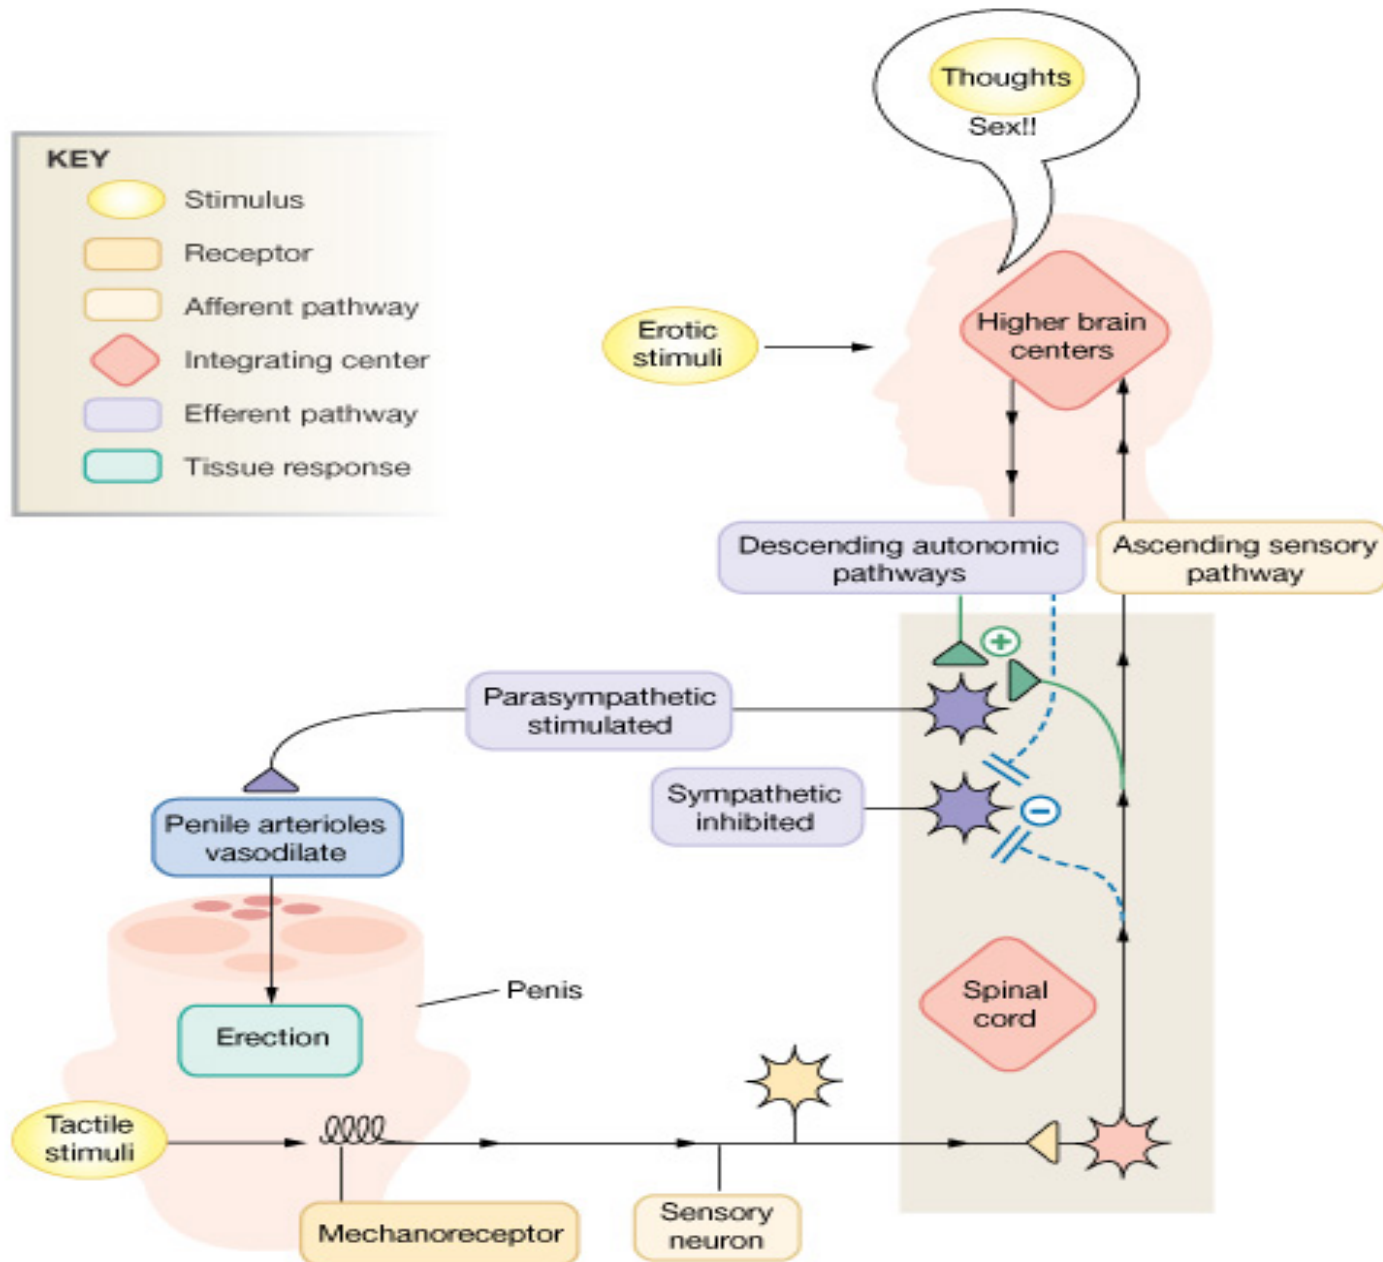 Thoughts
Sex!!
KEY
Stimulus
Receptor
Afferent pathway
Integrating center
Efferent pathway
Tissue response
Erotic
stimuli
Higher brain
centers
Descending autonomic
pathways
Ascending sensory
pathway
+
Parasympathetic
stimulated
Sympathetic
inhibited
−
Penile arterioles
vasodilate
Spinal
cord
Penis
Erection
Tactile
stimuli
Mechanoreceptor
Sensory
neuron